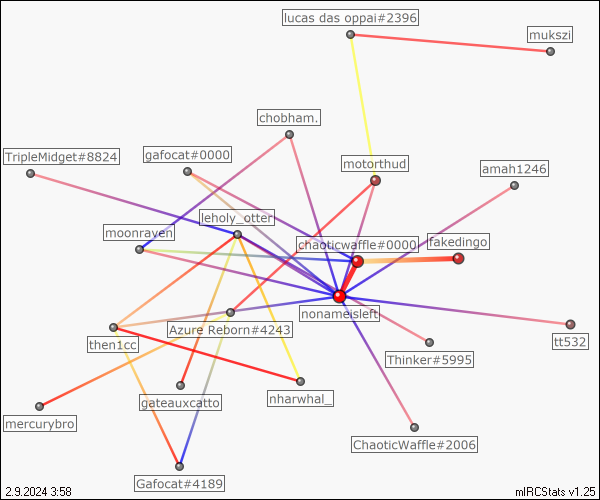 lucas das oppai#2396
mukszi
chobham.
TripleMidget#8824
gafocat#0000
motorthud
amah1246
leholy_otter
moonraven
chaoticwaffle#0000
fakedingo
nonameisleft
Azure Reborn#4243
then1cc
Thinker#5995
tt532
gateauxcatto
nharwhal_
mercurybro
ChaoticWaffle#2006
Gafocat#4189
2.9.2024 3:58
mIRCStats v1.25